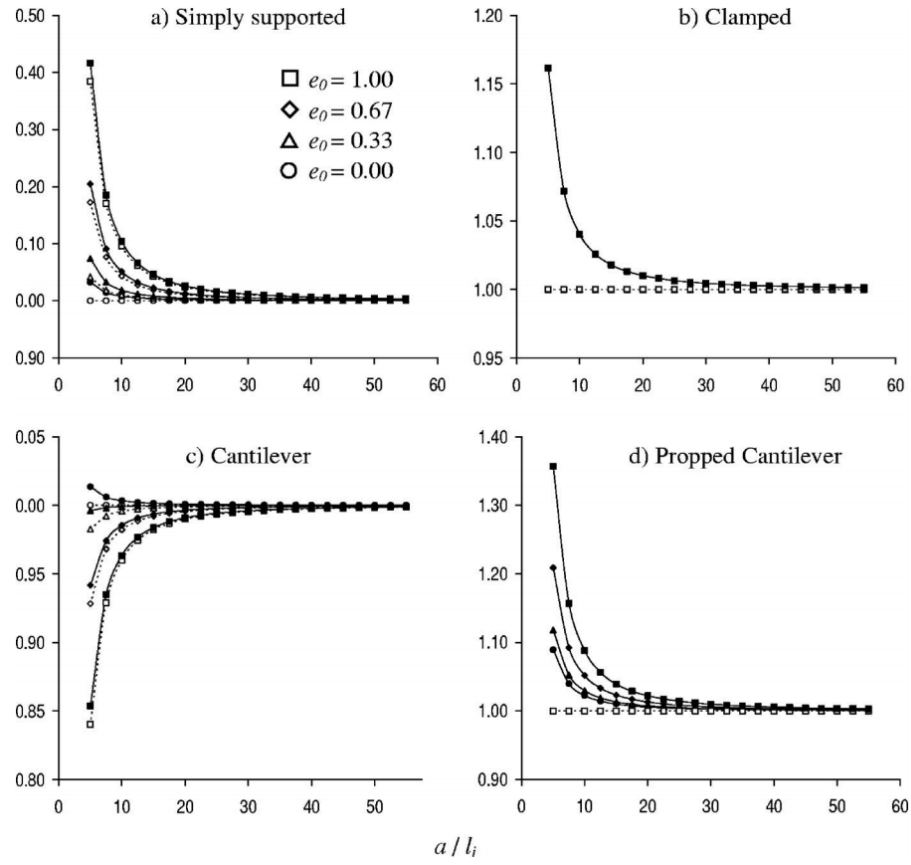 a) Simply supported
0.50
0.40
0.30
0.20
0.10
0.00
0.90
0 10 20 30 40 50 60
e0 = 1.00
e0 = 0.67
e0 = 0.33
e0 = 0.00
b) Clamped
1.20
1.15
1.10
1.05
1.00
0.95
0 10 20 30 40 50 60
c) Cantilever
0.05
0.00
0.95
0.90
0.85
0.80
0 10 20 30 40 50
d) Propped Cantilever
1.40
1.30
1.20
1.10
1.00
0.90
0 10 20 30 40 50 60
a / li